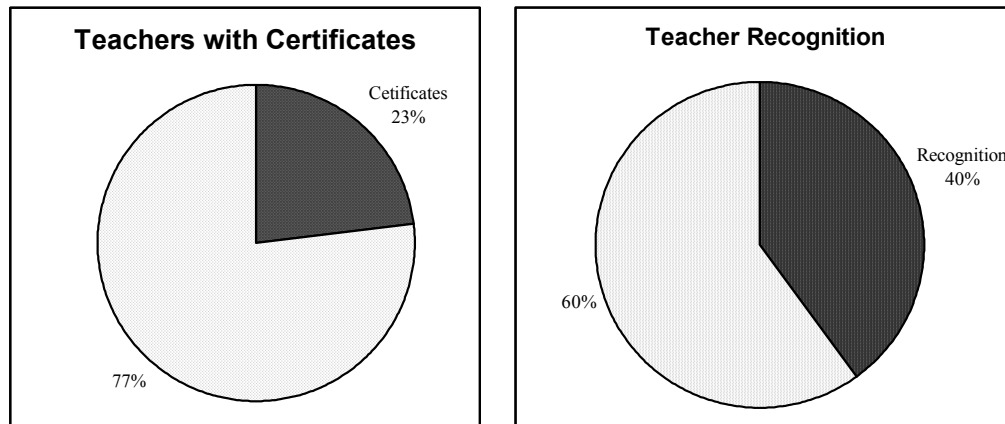 Teachers with Certificates
Cetificates
23%
77%
Teacher Recognition
Recognition
40%
60%